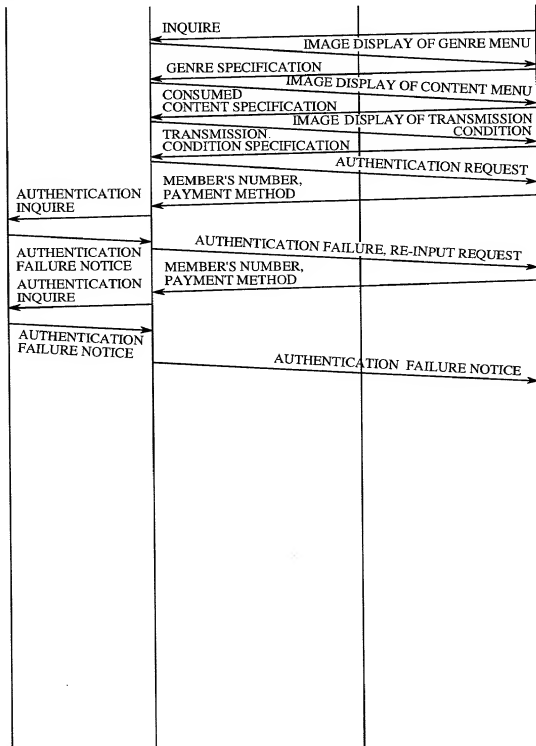 INQUIRE
IMAGE DISPLAY OF GENRE MENU
GENRE SPECIFICATION
IMAGE DISPLAY OF CONTENT MENU
CONSUMED
CONTENT SPECIFICATION
IMAGE DISPLAY OF TRANSMISSION
CONDITION
TRANSMISSION
CONDITION SPECIFICATION
AUTHENTICATION REQUEST
MEMBER'S NUMBER,
PAYMENT METHOD
AUTHENTICATION
INQUIRE
AUTHENTICATION FAILURE, RE-INPUT REQUEST
AUTHENTICATION
FAILURE NOTICE
MEMBER'S NUMBER,
PAYMENT METHOD
AUTHENTICATION
INQUIRE
AUTHENTICATION
FAILURE NOTICE
AUTHENTICATION FAILURE NOTICE